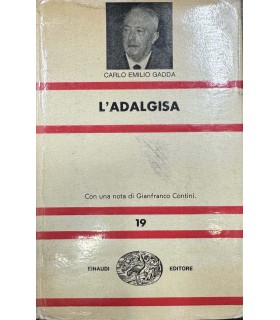 CARLO EMILIO GADDA
L'ADALGISA
Con una nota di Gianfranco Contini.
19
EINAUDI EDITORE